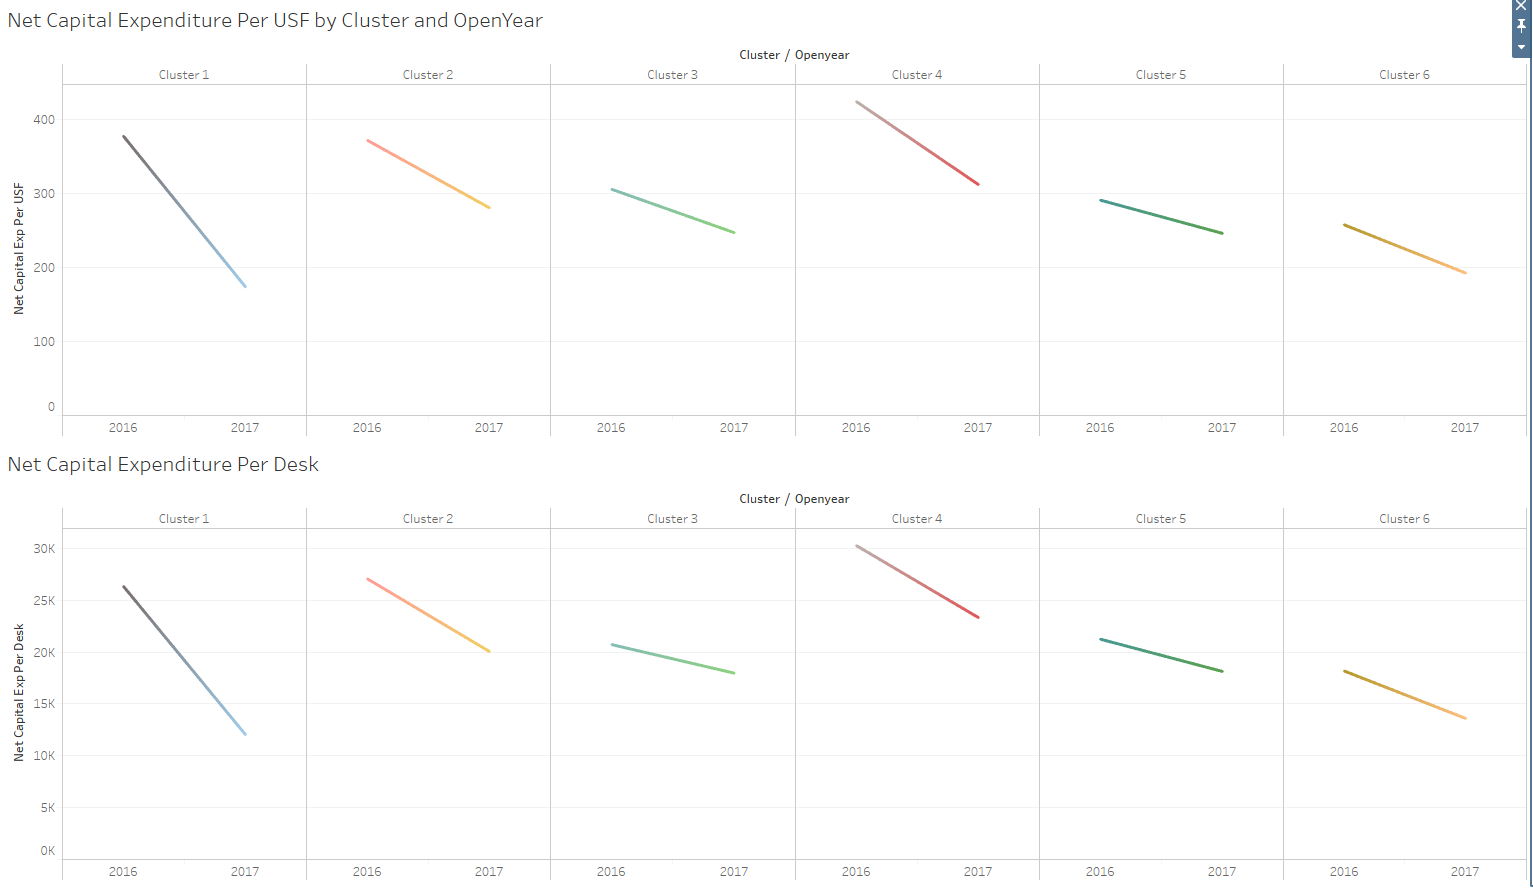 Net Capital Expenditure Per USF by Cluster and OpenYear
Cluster / Openyear
Cluster 1 Cluster 2 Cluster 3 Cluster 4 Cluster 5 Cluster 6
Net Capital Exp Per USF
400
300
200
100
0
2016 2017 2016 2017 2016 2017 2016 2017 2016 2017 2016 2017
Net Capital Expenditure Per Desk
Cluster / Openyear
Cluster 1 Cluster 2 Cluster 3 Cluster 4 Cluster 5 Cluster 6
Net Capital Exp Per Desk
30K
25K
20K
15K
10K
5K
0K
2016 2017 2016 2017 2016 2017 2016 2017 2016 2017 2016 2017